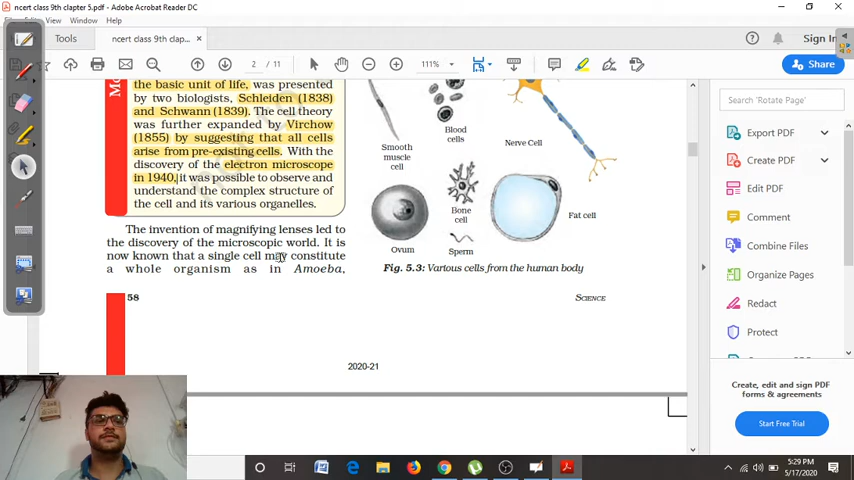 ncert class 9th clapter 5.pdf - Adobe Acrobat Reader DC
File Edit View Window Help
Tools
ncert class 9th clap...
Sign In
2 / 11
111%
Share
the basic unit of life, was presented
by two biologists, Schleiden (1838)
and Schwann (1839). The cell theory
was further expanded by Virchow
(1855) by suggesting that all cells
arise from pre-existing cells. With the
discovery of the electron microscope
in 1940, it was possible to observe and
understand the complex structure of
the cell and its various organelles.
The invention of magnifying lenses led to
the discovery of the microscopic world. It is
now known that a single cell may constitute
a whole organism as in Amoeba,
Smooth
muscle
cell
Blood
cells
Nerve Cell
Ovum
Bone
cell
Sperm
Fat cell
Fig. 5.3: Various cells from the human body
58
SCIENCE
2020-21
Search 'Rotate Page'
Export PDF
Create PDF
Edit PDF
Comment
Combine Files
Organize Pages
Redact
Protect
Create, edit and sign PDF
forms & agreements
Start Free Trial
5:29 PM
5/17/2020